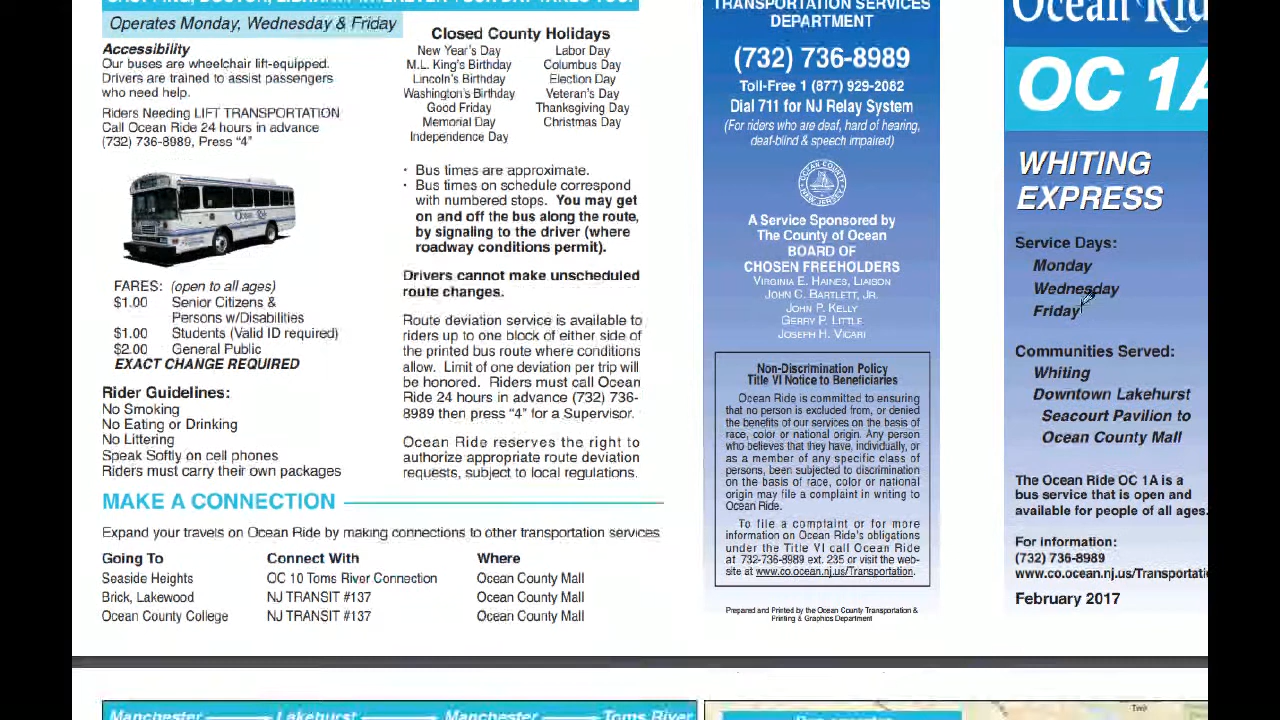 SHOPPING, DOCTOR, LIBRARY, WHEREVER YOUR DAY TAKES YOU!
Operates Monday, Wednesday & Friday
Accessibility
Our buses are wheelchair lift-equipped.
Drivers are trained to assist passengers
who need help.
Riders Needing LIFT TRANSPORTATION
Call Ocean Ride 24 hours in advance
(732) 736-8989, Press “4”
Ocean Ride
FARES: (open to all ages)
$1.00 Senior Citizens &
Persons w/Disabilities
$1.00 Students (Valid ID required)
$2.00 General Public
EXACT CHANGE REQUIRED
Rider Guidelines:
No Smoking
No Eating or Drinking
No Littering
Speak Softly on cell phones
Riders must carry their own packages
Closed County Holidays
New Year's Day Labor Day
M.L. King's Birthday Columbus Day
Lincoln's Birthday Election Day
Washington's Birthday Veteran's Day
Good Friday Thanksgiving Day
Memorial Day Christmas Day
Independence Day
· Bus times are approximate.
· Bus times on schedule correspond
with numbered stops. You may get
on and off the bus along the route,
by signaling to the driver (where
roadway conditions permit).
Drivers cannot make unscheduled
route changes.
Route deviation service is available to
riders up to one block of either side of
the printed bus route where conditions
allow. Limit of one deviation per trip will
be honored. Riders must call Ocean
Ride 24 hours in advance (732) 736-
8989 then press “4” for a Supervisor.
Ocean Ride reserves the right to
authorize appropriate route deviation
requests, subject to local regulations.
MAKE A CONNECTION
Expand your travels on Ocean Ride by making connections to other transportation services
Going To Connect With Where
Seaside Heights OC 10 Toms River Connection Ocean County Mall
Brick, Lakewood NJ TRANSIT #137 Ocean County Mall
Ocean County College NJ TRANSIT #137 Ocean County Mall
TRANSPORTATION SERVICES
DEPARTMENT
(732) 736-8989
Toll-Free 1 (877) 929-2082
Dial 711 for NJ Relay System
(For riders who are deaf, hard of hearing,
deaf-blind & speech impaired)
A Service Sponsored by
The County of Ocean
BOARD OF
CHOSEN FREEHOLDERS
VIRGINIA E. HAINES, LIAISON
JOHN C. BARTLETT, JR.
JOHN P. KELLY
GERRY P. LITTLE
JOSEPH H. VICARI
Non-Discrimination Policy
Title VI Notice to Beneficiaries
Ocean Ride is committed to ensuring
that no person is excluded from, or denied
the benefits of our services on the basis of
race, color or national origin. Any person
who believes that they have, individually, or
as a member of any specific class of
persons, been subjected to discrimination
on the basis of race, color or national
origin may file a complaint in writing to
Ocean Ride.
To file a complaint or for more
information on Ocean Ride's obligations
under the Title VI call Ocean Ride
at 732-736-8989 ext. 235 or visit the web-
site at www.co.ocean.nj.us/Transportation.
Prepared and Printed by the Ocean County Transportation &
Printing & Graphics Department
Ocean Rid
OC 1A
WHITING
EXPRESS
Service Days:
Monday
Wednesday
Friday
Communities Served:
Whiting
Downtown Lakehurst
Seacourt Pavilion to
Ocean County Mall
The Ocean Ride OC 1A is a
bus service that is open and
available for people of all ages.
For information:
(732) 736-8989
www.co.ocean.nj.us/Transportati
February 2017
Manchester Lakehurst Manchester Toms River